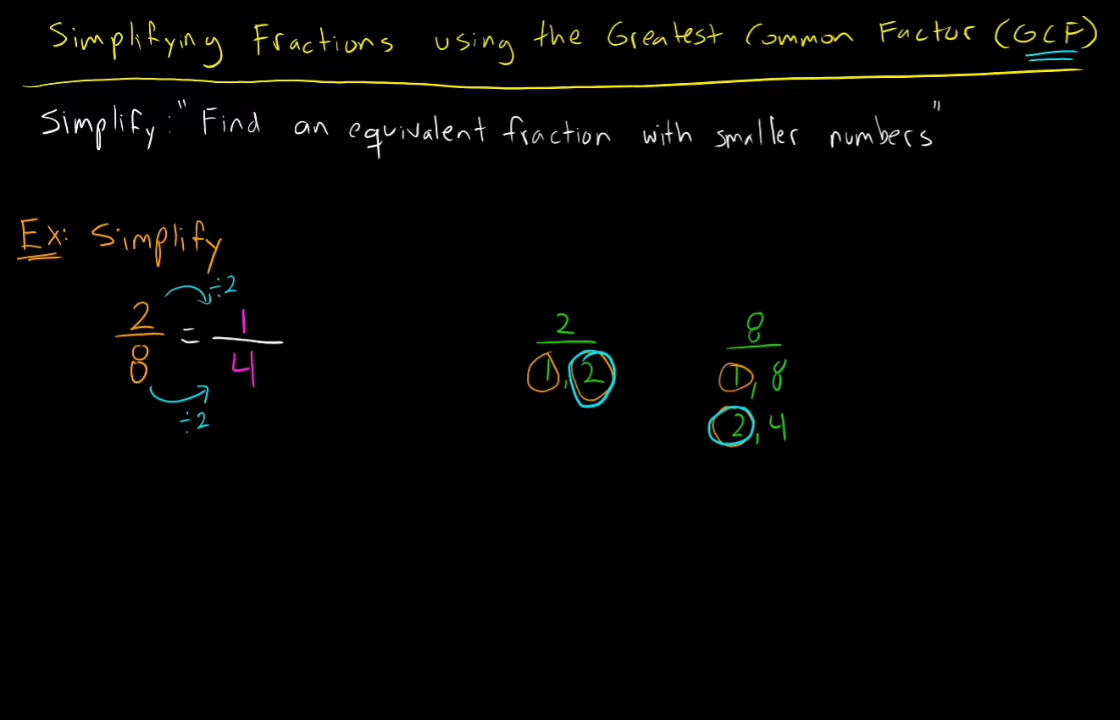 Simplifying Fractions using the Greatest Common Factor (GCF)
Simplify: "Find an equivalent fraction with smaller numbers"
Ex: Simplify
÷2
2/8 = 1/4
÷2
2
1, 2
8
1, 8
2, 4